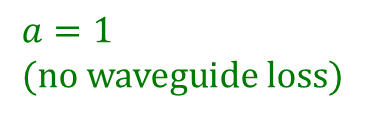 a = 1
(no waveguide loss)